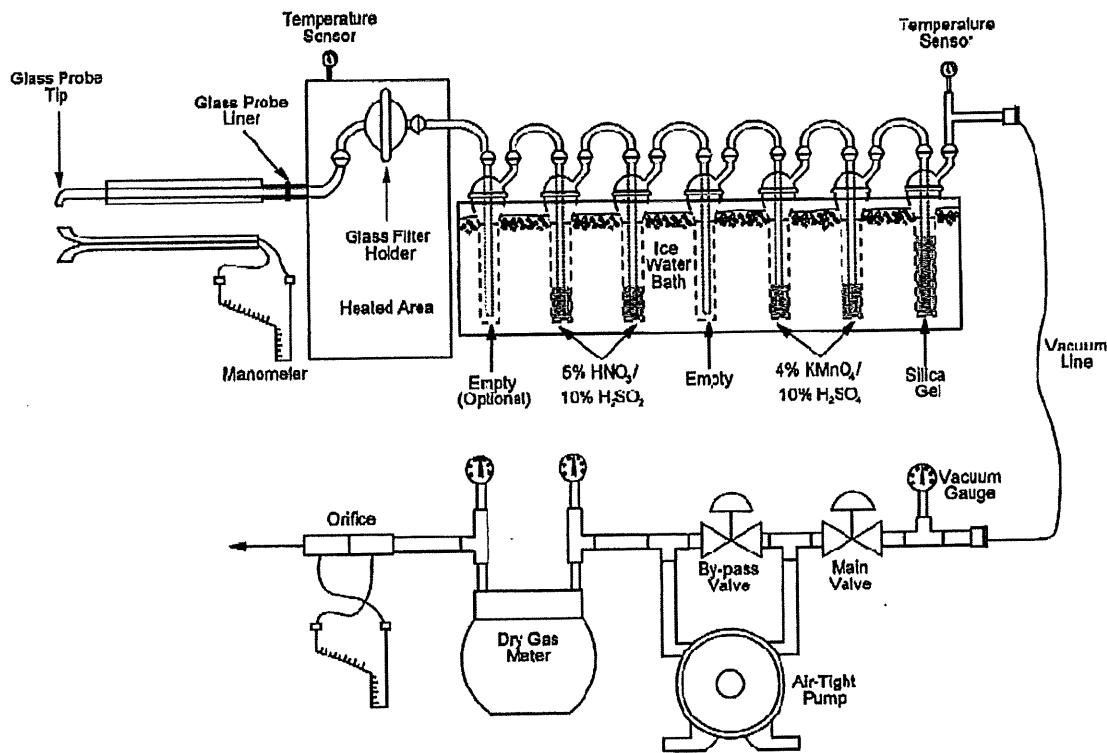 Temperature
Sensor
Temperature
Sensor
Glass Probe
Tip
Glass Probe
Liner
Glass Filter
Holder
Heated Area
Manometer
Ice
Water
Bath
Empty
(Optional)
5% HNO₃/
10% H₂SO₂
Empty
4% KMnO₄/
10% H₂SO₄
Silica
Gel
Vacuum
Line
Vacuum
Gauge
Orifice
By-pass
Valve
Main
Valve
Dry Gas
Meter
Air-Tight
Pump